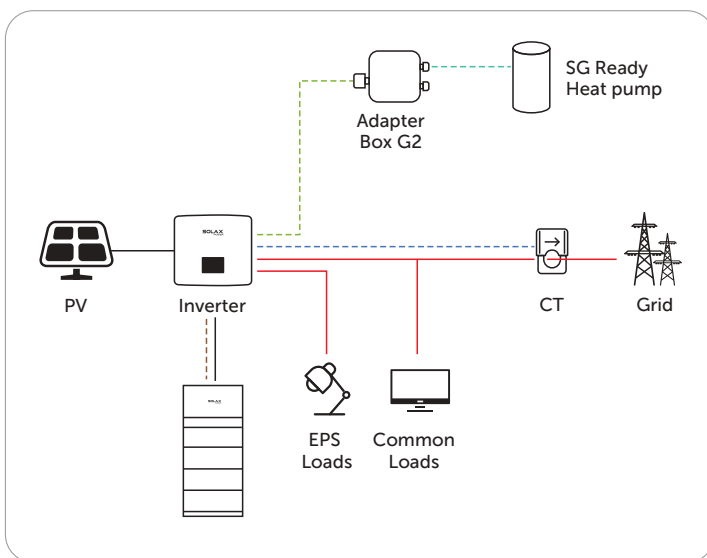 SG Ready
Heat pump
Adapter
Box G2
SOLAX
PV
Inverter
CT
Grid
SOLAX
EPS
Loads
Common
Loads